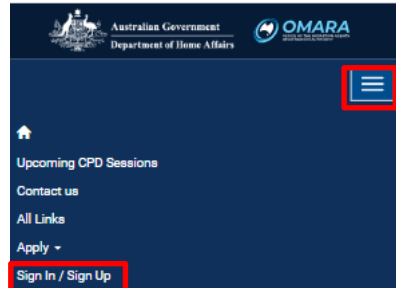 Australian Government
Department of Home Affairs
OMARA
Upcoming CPD Sessions
Contact us
All Links
Apply
Sign In / Sign Up